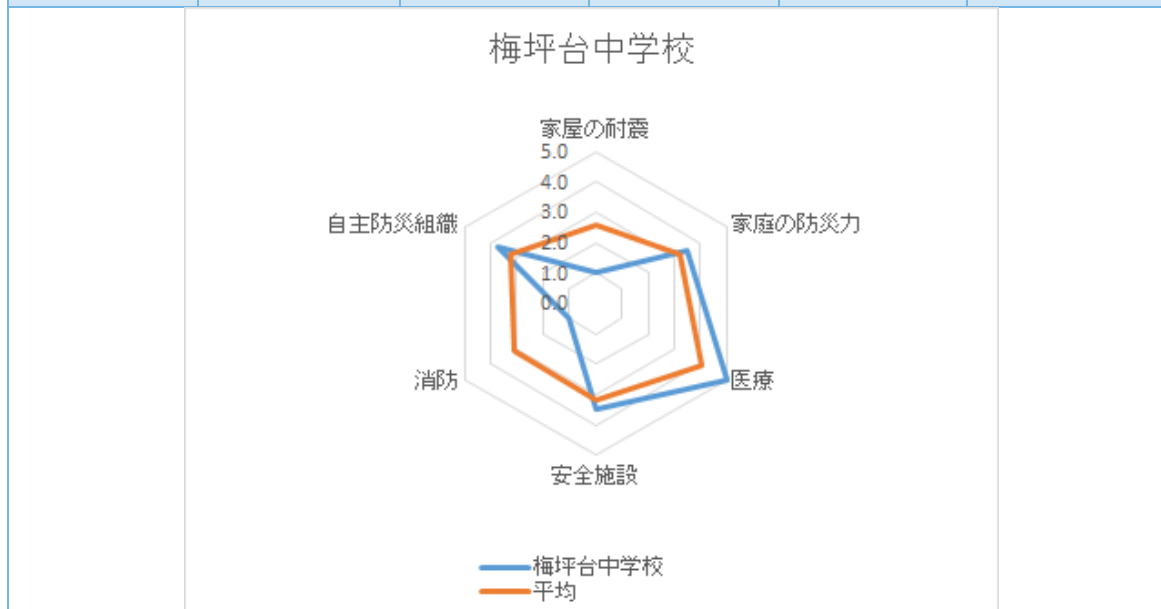 梅坪台中学校
家屋の耐震
5.0
4.0
3.0
2.0
1.0
0.0
家庭の防災力
医療
安全施設
消防
自主防災組織
梅坪台中学校
平均